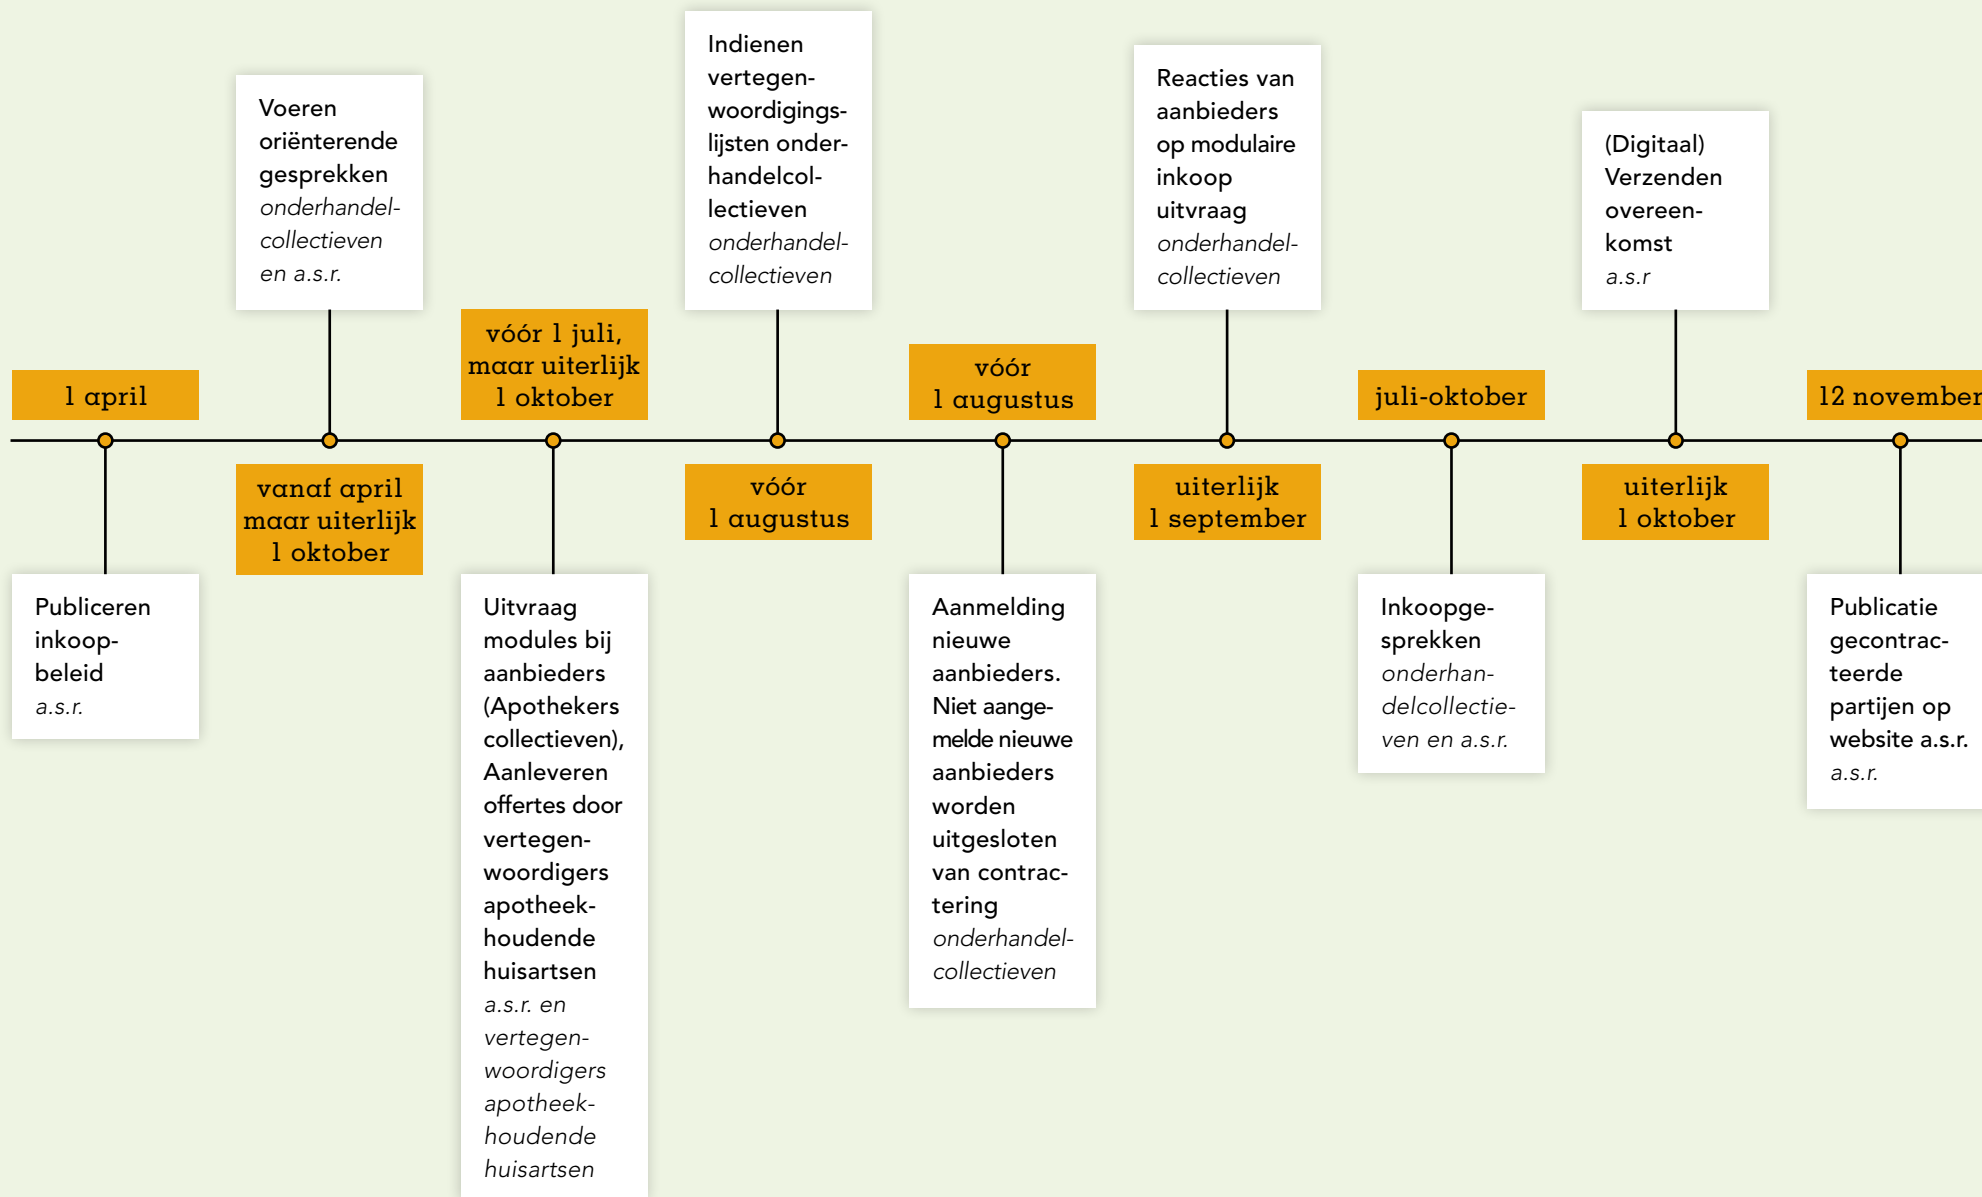 1 april
Publiceren
inkoop-
beleid
a.s.r.
Voeren
oriënterende
gesprekken
onderhandel-
collectieven
en a.s.r.
vanaf april
maar uiterlijk
1 oktober
vóór 1 juli,
maar uiterlijk
1 oktober
Uitvraag
modules bij
aanbieders
(Apothekers
collectieven),
Aanleveren
offertes door
vertegen-
woordigers
apotheek-
houdende
huisartsen
a.s.r. en
vertegen-
woordigers
apotheek-
houdende
huisartsen
Indienen
vertegen-
woordigings-
lijsten onder-
handelcol-
lectieven
onderhandel-
collectieven
vóór
1 augustus
vóór
1 augustus
Aanmelding
nieuwe
aanbieders.
Niet aange-
melde nieuwe
aanbieders
worden
uitgesloten
van contrac-
tering
onderhandel-
collectieven
Reacties van
aanbieders
op modulaire
inkoop
uitvraag
onderhandel-
collectieven
uiterlijk
1 september
juli-oktober
Inkoopge-
sprekken
onderhan-
delcollectie-
ven en a.s.r.
(Digitaal)
Verzenden
overeen-
komst
a.s.r
uiterlijk
1 oktober
12 november
Publicatie
gecontrac-
teerde
partijen op
website a.s.r.
a.s.r.